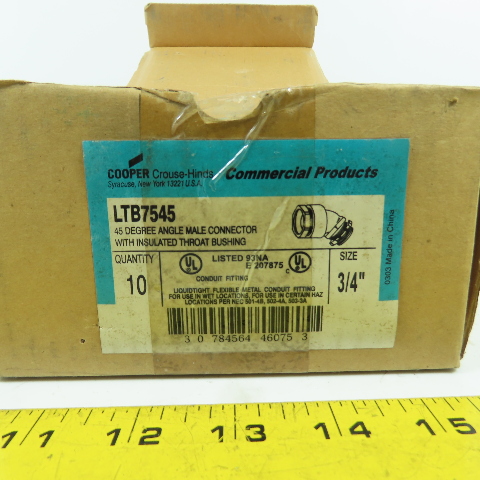 COOPER Crouse-Hinds Commercial Products
Syracuse, New York 13221 U.S.A.
LTB7545
45 DEGREE ANGLE MALE CONNECTOR
WITH INSULATED THROAT BUSHING
QUANTITY
10
UL LISTED 93NA
E 207875 C UL
CONDUIT FITTING
SIZE
3/4"
LIQUIDTIGHT FLEXIBLE METAL CONDUIT FITTING
FOR USE IN WET LOCATIONS, FOR USE IN CERTAIN HAZ
LOCATIONS PER NEC 501-4B, 502-4A, 503-3A
3 0 784564 46075 3
0303 Made in China
11 12 13 14 15 16